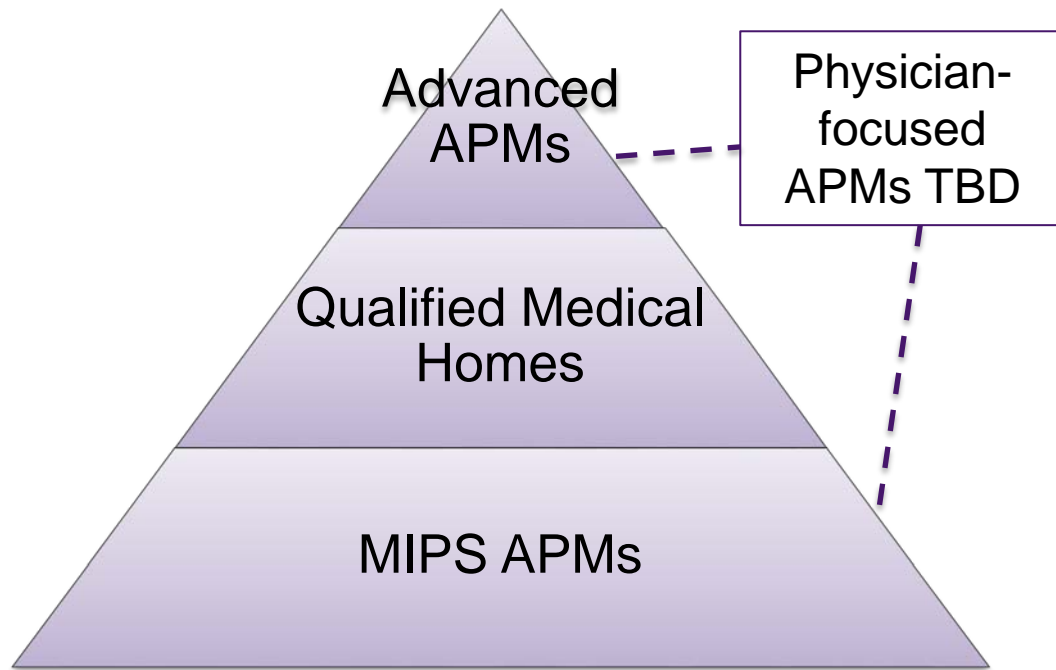 Advanced
APMs
Physician-
focused
APMs TBD
Qualified Medical
Homes
MIPS APMs